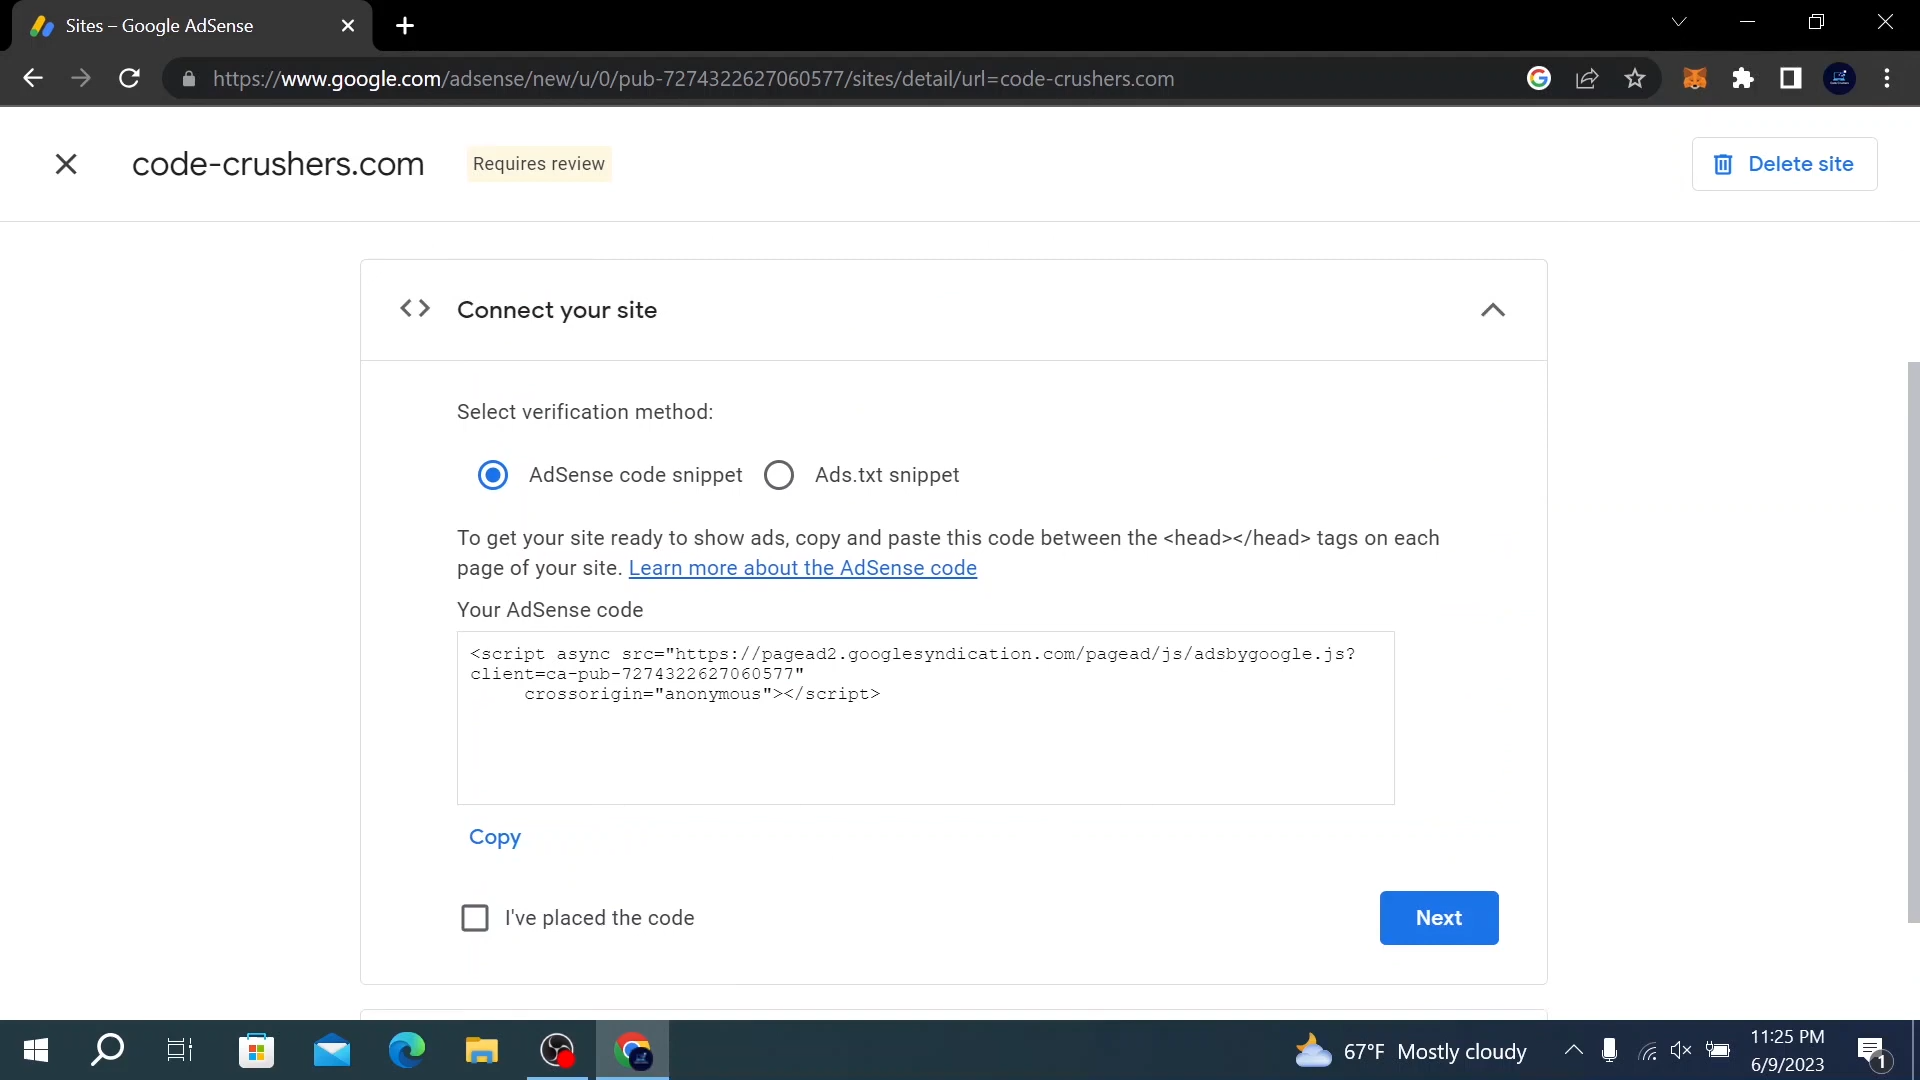 Sites – Google AdSense
https://www.google.com/adsense/new/u/0/pub-7274322627060577/sites/detail/url=code-crushers.com
code-crushers.com
Requires review
Delete site
Connect your site
Select verification method:
AdSense code snippet
Ads.txt snippet
To get your site ready to show ads, copy and paste this code between the <head></head> tags on each
page of your site. Learn more about the AdSense code
Your AdSense code
<script async src="https://pagead2.googlesyndication.com/pagead/js/adsbygoogle.js?
client=ca-pub-7274322627060577"
crossorigin="anonymous"></script>
Copy
I've placed the code
Next
67°F Mostly cloudy
11:25 PM
6/9/2023
1